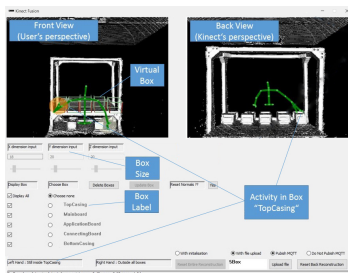 Kinect Fusion
Front View
(User's perspective)
Back View
(Kinect's perspective)
Virtual
Box
X dimension input
Y dimension input
Z dimension input
Box
Size
Display Box
Choose Box
Delete Boxes
Reset Normals ??
Flip
Display All
Choose none
TopCasing
MainBoard
ApplicationBoard
ConnectingBoard
BottomCasing
Box
Label
Activity in Box
"TopCasing"
With initialisation
With file upload
Publish MQTT
Do Not Publish MQTT
Left Hand : Still inside TopCasing
Right Hand : Outside all boxes
5Box
Upload file
Reset Back Reconstruction